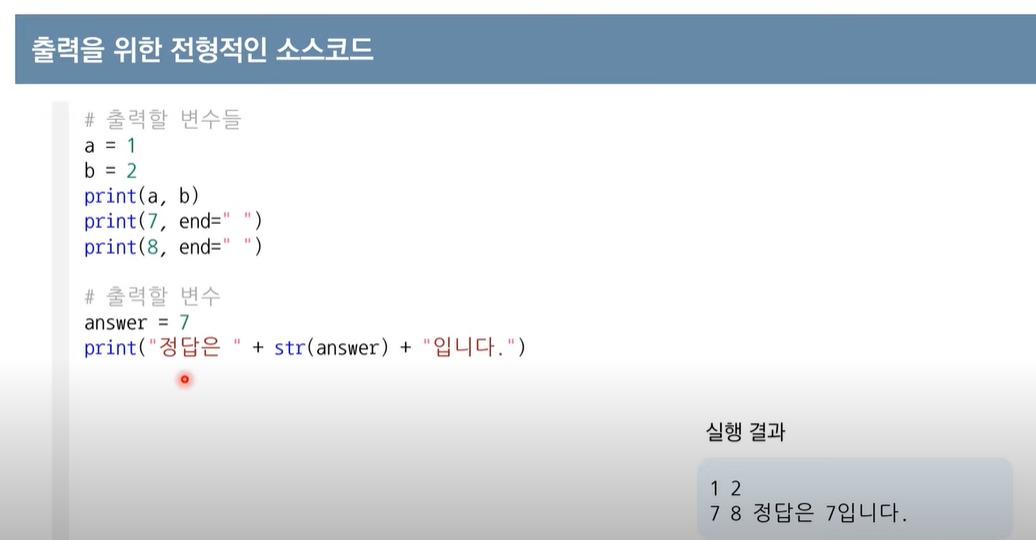 출력을 위한 전형적인 소스코드
# 출력할 변수들
a = 1
b = 2
print(a, b)
print(7, end=" ")
print(8, end=" ")
# 출력할 변수
answer = 7
print("정답은 " + str(answer) + "입니다.")
실행 결과
1 2
7 8 정답은 7입니다.